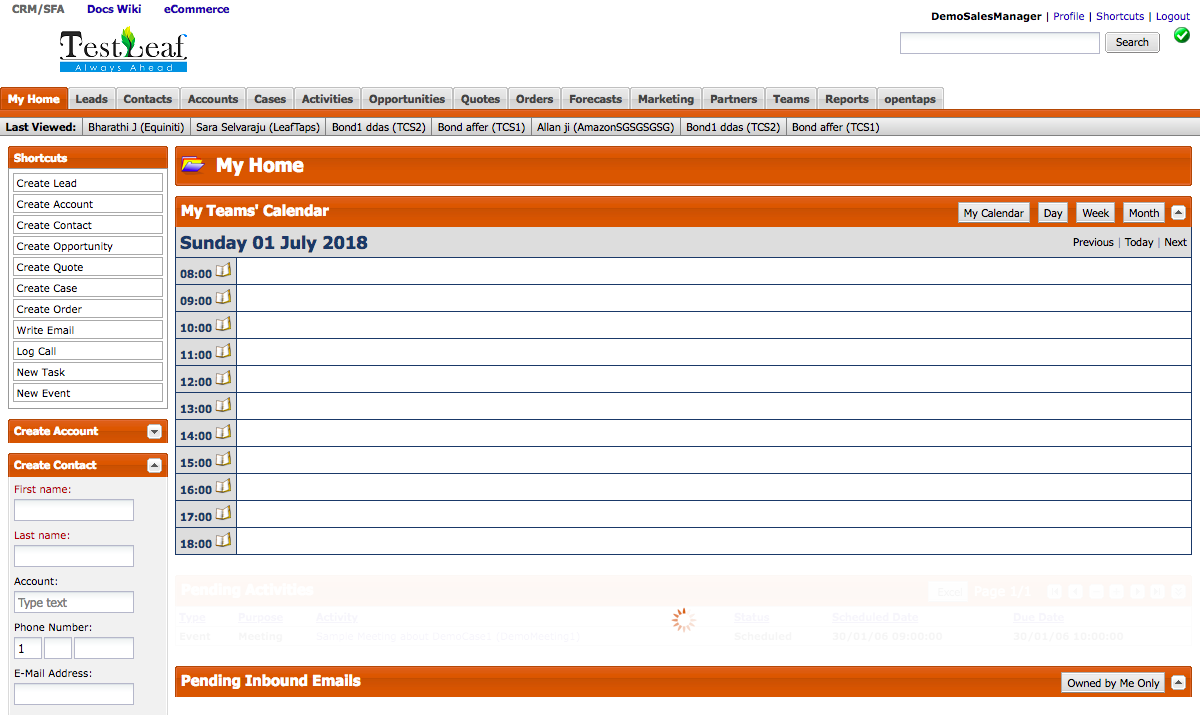 CRM/SFA Docs Wiki eCommerce
DemoSalesManager | Profile | Shortcuts | Logout
TestLeaf
Always Ahead
Search
My Home Leads Contacts Accounts Cases Activities Opportunities Quotes Orders Forecasts Marketing Partners Teams Reports opentaps
Last Viewed: Bharathi J (Equiniti) Sara Selvaraju (LeafTaps) Bond1 ddas (TCS2) Bond affer (TCS1) Allan ji (AmazonSGSGSGSG) Bond1 ddas (TCS2) Bond affer (TCS1)
Shortcuts
Create Lead
Create Account
Create Contact
Create Opportunity
Create Quote
Create Case
Create Order
Write Email
Log Call
New Task
New Event
Create Account
Create Contact
First name:
Last name:
Account:
Type text
Phone Number:
1
E-Mail Address:
My Home
My Teams' Calendar My Calendar Day Week Month
Sunday 01 July 2018 Previous | Today | Next
08:00
09:00
10:00
11:00
12:00
13:00
14:00
15:00
16:00
17:00
18:00
Pending Activities Page 1/1
Type Purpose Activity Status Scheduled Date Due Date
Event Meeting Sample Meeting about DemoCase1 (DemoMeeting1) Scheduled 30/01/06 09:00:00 30/01/06 10:00:00
Pending Inbound Emails Owned by Me Only